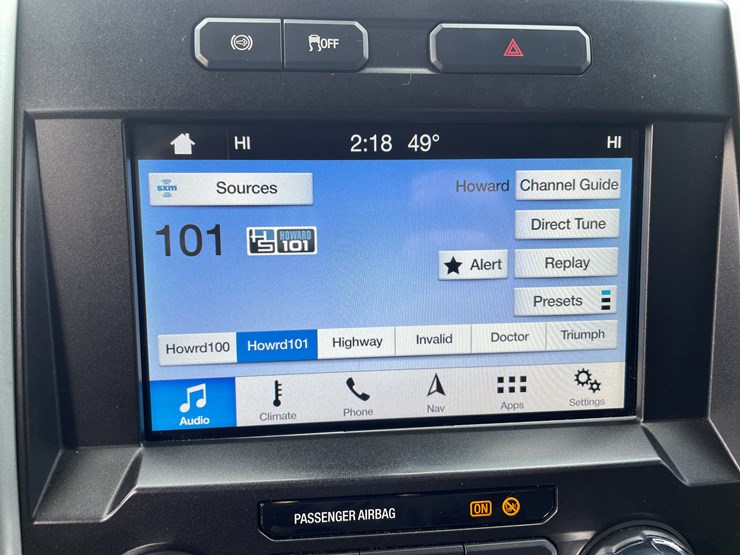 OFF
HI 2:18 49° HI
sxm Sources Howard Channel Guide
101 HS HOWARD 101 Direct Tune
Alert Replay
Presets
Howrd100 Howrd101 Highway Invalid Doctor Triumph
Audio Climate Phone Nav Apps Settings
PASSENGER AIRBAG ON